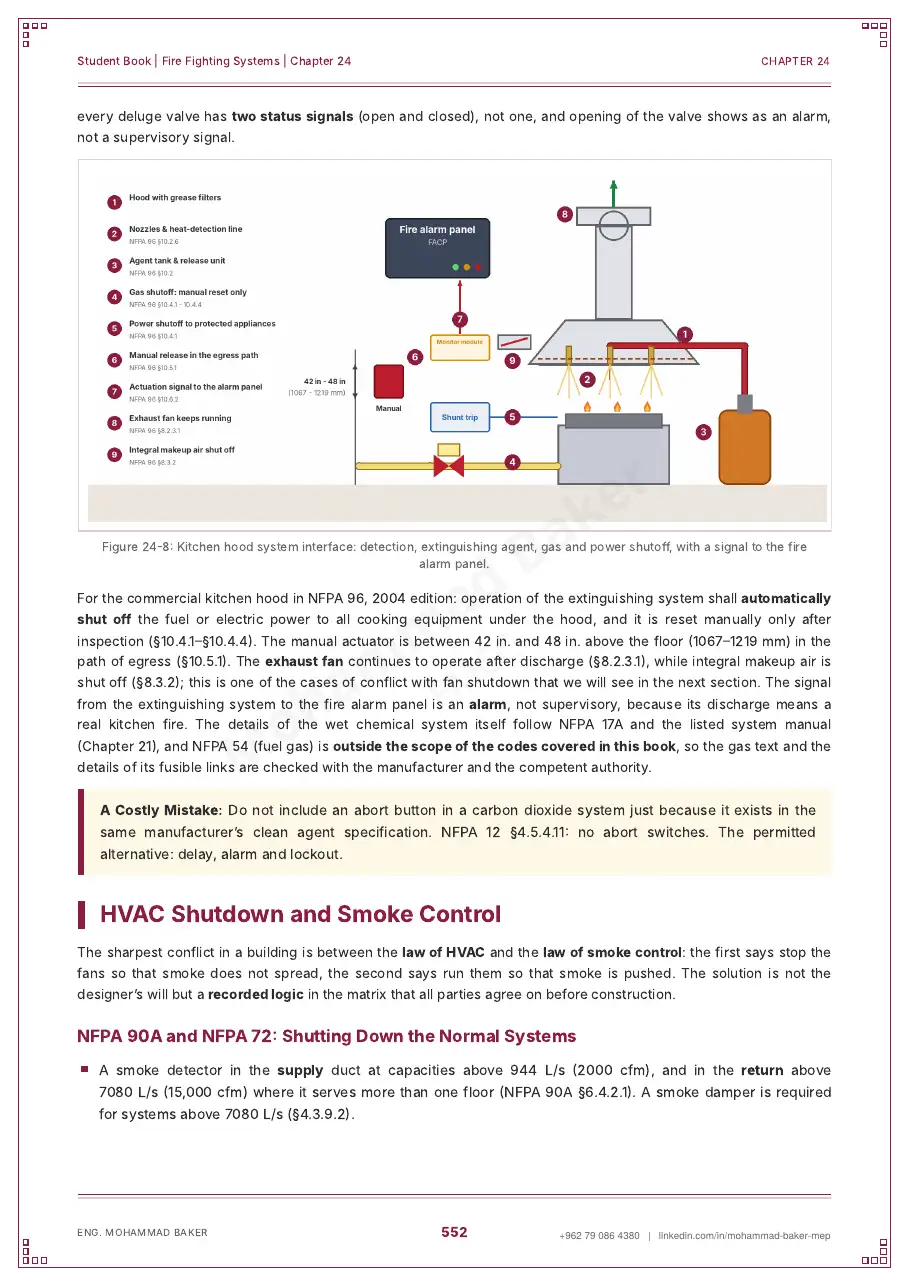 Student Book | Fire Fighting Systems | Chapter 24
CHAPTER 24
every deluge valve has two status signals (open and closed), not one, and opening of the valve shows as an alarm,
not a supervisory signal.
1 Hood with grease filters
2 Nozzles & heat-detection line
NFPA 96 §10.2.6
3 Agent tank & release unit
NFPA 96 §10.2
4 Gas shutoff: manual reset only
NFPA 96 §10.4.1 - 10.4.4
5 Power shutoff to protected appliances
NFPA 96 §10.4.1
6 Manual release in the egress path
NFPA 96 §10.5.1
7 Actuation signal to the alarm panel
NFPA 96 §10.6.2
8 Exhaust fan keeps running
NFPA 96 §8.2.3.1
9 Integral makeup air shut off
NFPA 96 §8.3.2
Fire alarm panel
FACP
8
7
1
Monitor module
6
9
2
42 in - 48 in
(1067 - 1219 mm)
Manual
Shunt trip
5
3
4
Mohammad Baker
Figure 24-8: Kitchen hood system interface: detection, extinguishing agent, gas and power shutoff, with a signal to the fire
alarm panel.
For the commercial kitchen hood in NFPA 96, 2004 edition: operation of the extinguishing system shall automatically
shut off the fuel or electric power to all cooking equipment under the hood, and it is reset manually only after
inspection (§10.4.1–§10.4.4). The manual actuator is between 42 in. and 48 in. above the floor (1067–1219 mm) in the
path of egress (§10.5.1). The exhaust fan continues to operate after discharge (§8.2.3.1), while integral makeup air is
shut off (§8.3.2); this is one of the cases of conflict with fan shutdown that we will see in the next section. The signal
from the extinguishing system to the fire alarm panel is an alarm, not supervisory, because its discharge means a
real kitchen fire. The details of the wet chemical system itself follow NFPA 17A and the listed system manual
(Chapter 21), and NFPA 54 (fuel gas) is outside the scope of the codes covered in this book, so the gas text and the
details of its fusible links are checked with the manufacturer and the competent authority.
A Costly Mistake: Do not include an abort button in a carbon dioxide system just because it exists in the
same manufacturer's clean agent specification. NFPA 12 §4.5.4.11: no abort switches. The permitted
alternative: delay, alarm and lockout.
HVAC Shutdown and Smoke Control
The sharpest conflict in a building is between the law of HVAC and the law of smoke control: the first says stop the
fans so that smoke does not spread, the second says run them so that smoke is pushed. The solution is not the
designer's will but a recorded logic in the matrix that all parties agree on before construction.
NFPA 90A and NFPA 72: Shutting Down the Normal Systems
A smoke detector in the supply duct at capacities above 944 L/s (2000 cfm), and in the return above
7080 L/s (15,000 cfm) where it serves more than one floor (NFPA 90A §6.4.2.1). A smoke damper is required
for systems above 7080 L/s (§4.3.9.2).
ENG. MOHAMMAD BAKER
552
+962 79 086 4380 | linkedin.com/in/mohammad-baker-mep